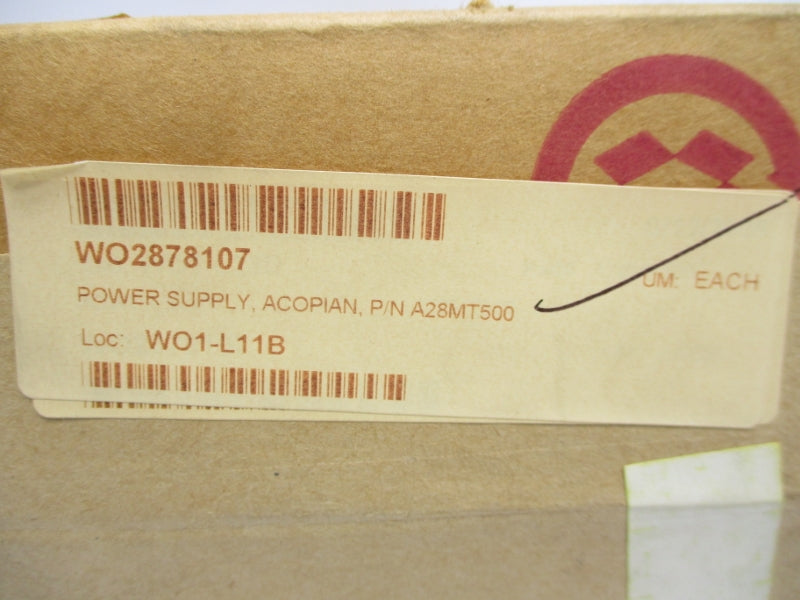 WO2878107
POWER SUPPLY, ACOPIAN, P/N A28MT500
UM: EACH
Loc: WO1-L11B